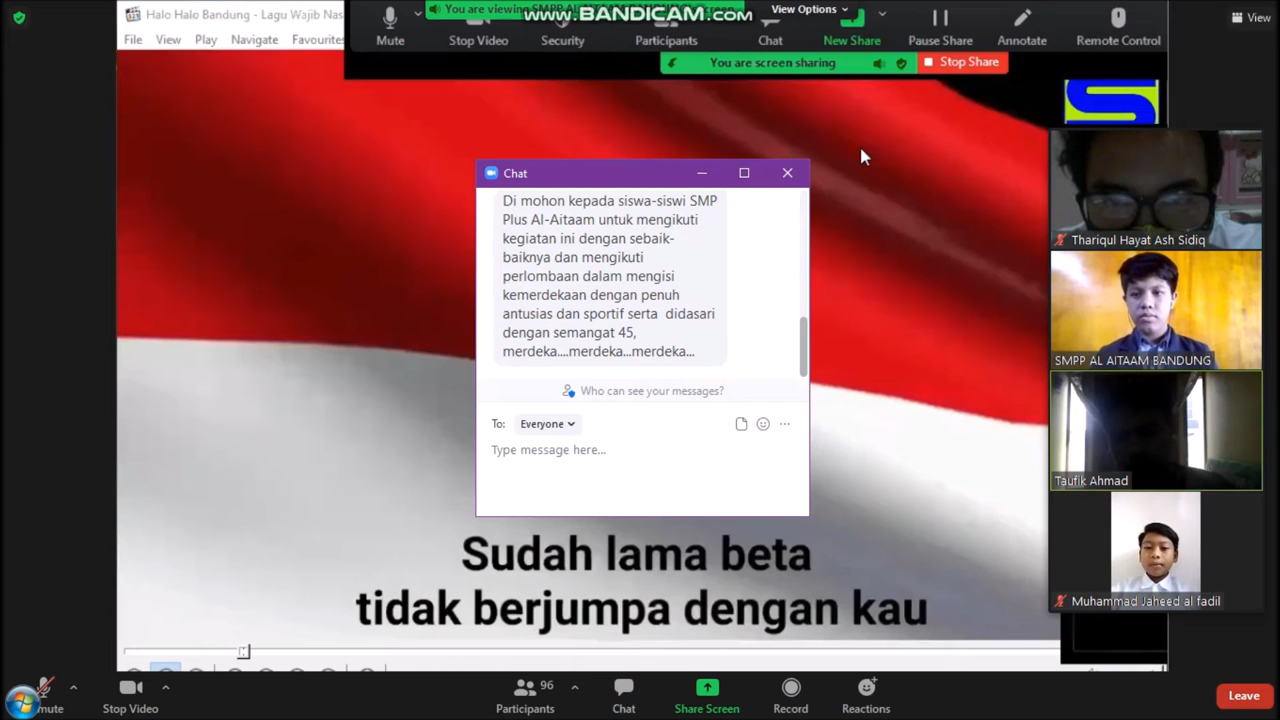 Halo Halo Bandung - Lagu Wajib Nas
File View Play Navigate Favourites
You are viewing SMPP AL AITAAM
View Options
www.BANDICAM.com
View
Mute
Stop Video
Security
Participants
Chat
New Share
Pause Share
Annotate
Remote Control
You are screen sharing
Stop Share
S
Chat
Di mohon kepada siswa-siswi SMP
Plus Al-Aitaam untuk mengikuti
kegiatan ini dengan sebaik-
baiknya dan mengikuti
perlombaan dalam mengisi
kemerdekaan dengan penuh
antusias dan sportif serta didasari
dengan semangat 45,
merdeka....merdeka...merdeka...
Who can see your messages?
To: Everyone
Type message here...
Thariqul Hayat Ash Sidiq
SMPP AL AITAAM BANDUNG
Taufik Ahmad
Muhammad Jaheed al fadil
Sudah lama beta
tidak berjumpa dengan kau
mute
Stop Video
96
Participants
Chat
Share Screen
Record
Reactions
Leave